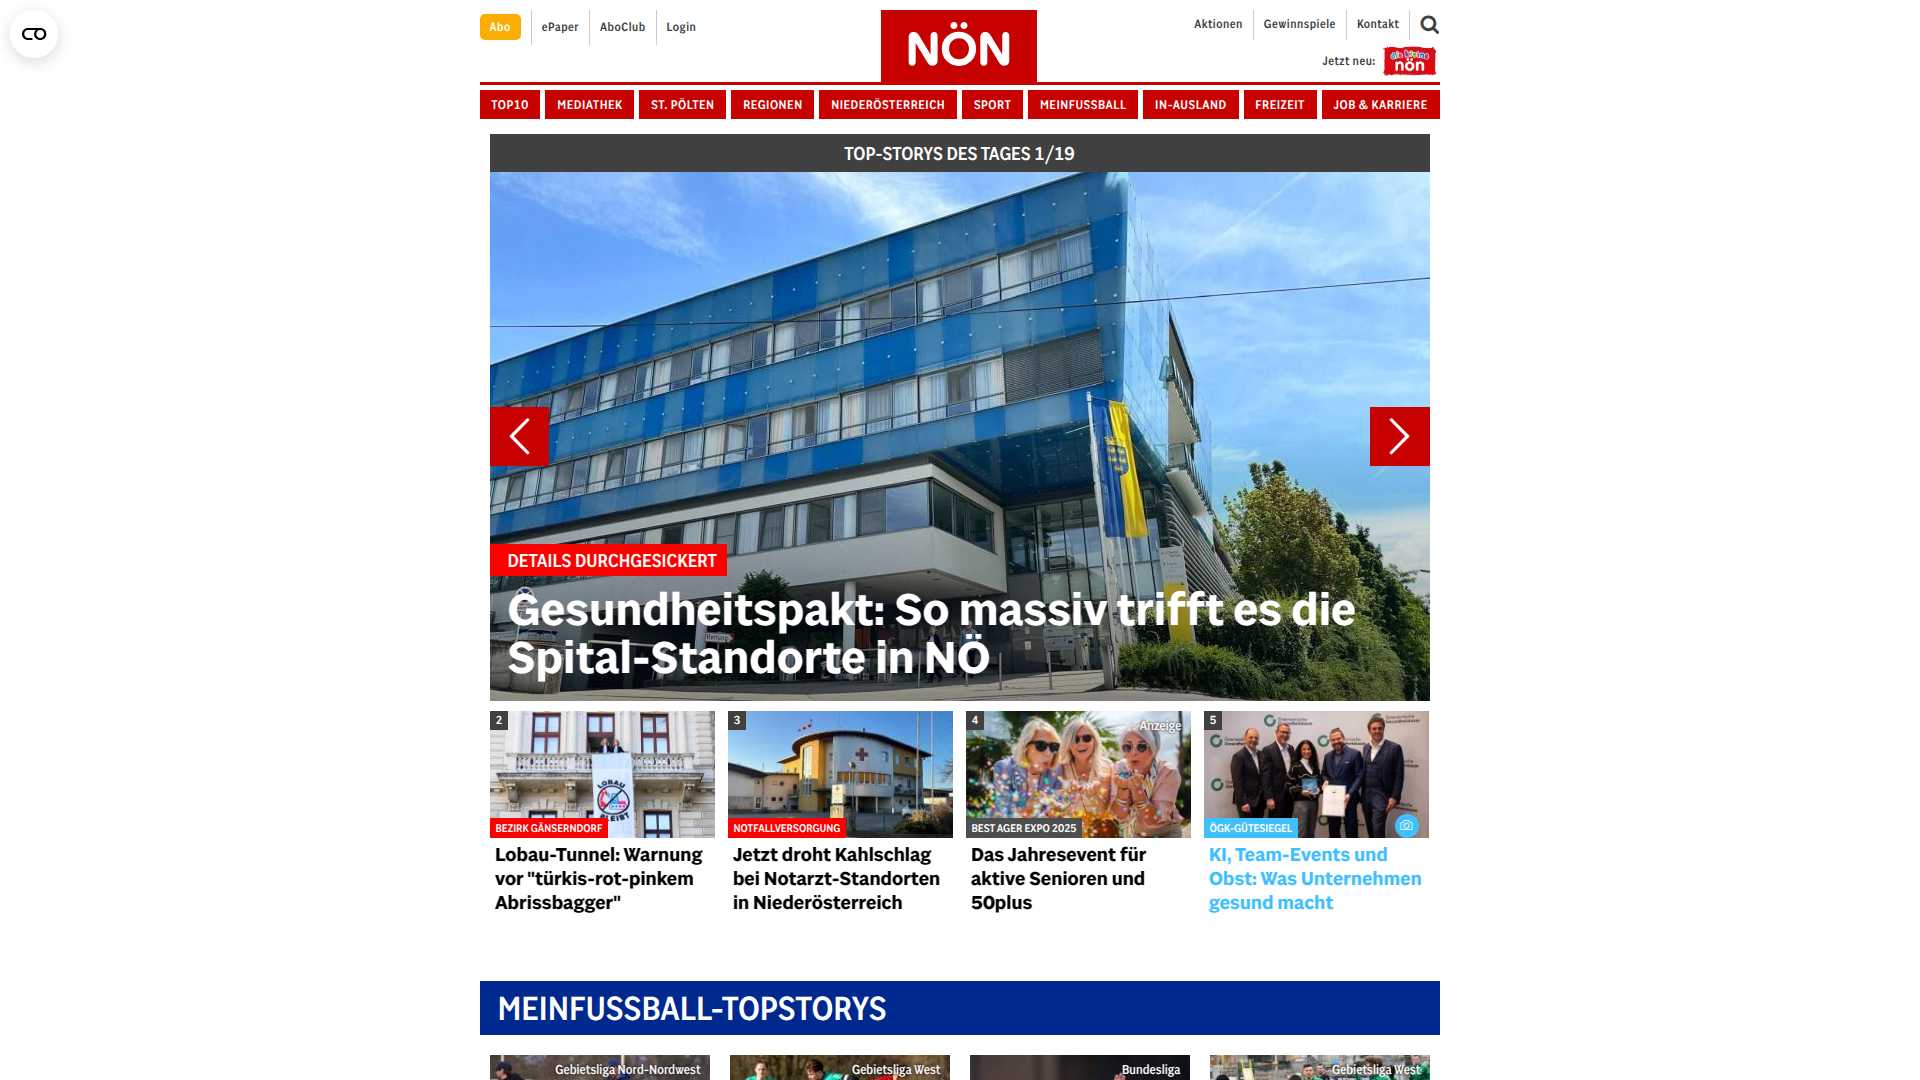 Abo
ePaper
AboClub
Login
NÖN
Aktionen
Gewinnspiele
Kontakt
Jetzt neu:
die kleine
nön
TOP10
MEDIATHEK
ST. PÖLTEN
REGIONEN
NIEDERÖSTERREICH
SPORT
MEINFUSSBALL
IN-AUSLAND
FREIZEIT
JOB & KARRIERE
TOP-STORYS DES TAGES 1/19
DETAILS DURCHGESICKERT
Gesundheitspakt: So massiv trifft es die
Spital-Standorte in NÖ
2
LOBAU
BLEIBT
BEZIRK GÄNSERNDORF
Lobau-Tunnel: Warnung
vor "türkis-rot-pinkem
Abrissbagger"
3
NOTFALLVERSORGUNG
Jetzt droht Kahlschlag
bei Notarzt-Standorten
in Niederösterreich
4
Anzeige
BEST AGER EXPO 2025
Das Jahresevent für
aktive Senioren und
50plus
5
ÖGK-GÜTESIEGEL
KI, Team-Events und
Obst: Was Unternehmen
gesund macht
MEINFUSSBALL-TOPSTORYS
Gebietsliga Nord-Nordwest
Gebietsliga West
Bundesliga
Gebietsliga West